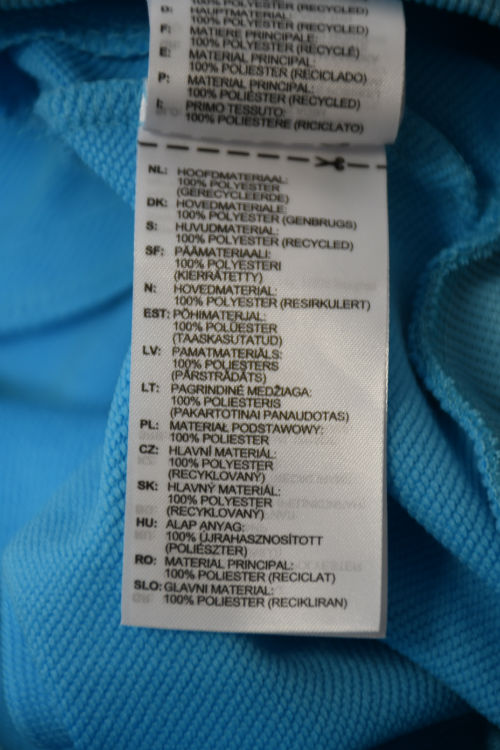 100% POLYESTER (RECYCLED)
D: HAUPTMATERIAL:
100% POLYESTER (RECYCLED)
F: MATIERE PRINCIPALE:
100% POLYESTER (RECYCLÉ)
E: MATERIAL PRINCIPAL:
100% POLIESTER (RECICLADO)
P: MATERIAL PRINCIPAL:
100% POLIÉSTER (RECYCLED)
I: PRIMO TESSUTO:
100% POLIESTERE (RICICLATO)
NL: HOOFDMATERIAAL:
100% POLYESTER
(GERECYCLEERDE)
DK: HOVEDMATERIALE:
100% POLYESTER (GENBRUGS)
S: HUVUDMATERIAL:
100% POLYESTER (RECYCLED)
SF: PÄÄMATERIAALI:
100% POLYESTERI
(KIERRÄTETTY)
N: HOVEDMATERIAL:
100% POLYESTER (RESIRKULERT)
EST: PÕHIMATERJAL:
100% POLÜESTER
(TAASKASUTATUD)
LV: PAMATMATERIĀLS:
100% POLIESTERS
(PĀRSTRĀDĀTS)
LT: PAGRINDINĖ MEDŽIAGA:
100% POLIESTERIS
(PAKARTOTINAI PANAUDOTAS)
PL: MATERIAŁ PODSTAWOWY:
100% POLIESTER
CZ: HLAVNÍ MATERIÁL:
100% POLYESTER
(RECYKLOVANÝ)
SK: HLAVNÝ MATERIÁL:
100% POLYESTER
(RECYKLOVANÝ)
HU: ALAP ANYAG:
100% ÚJRAHASZNOSÍTOTT
(POLIÉSZTER)
RO: MATERIAL PRINCIPAL:
100% POLIESTER (RECICLAT)
SLO: GLAVNI MATERIAL:
100% POLIESTER (RECIKLIRAN)